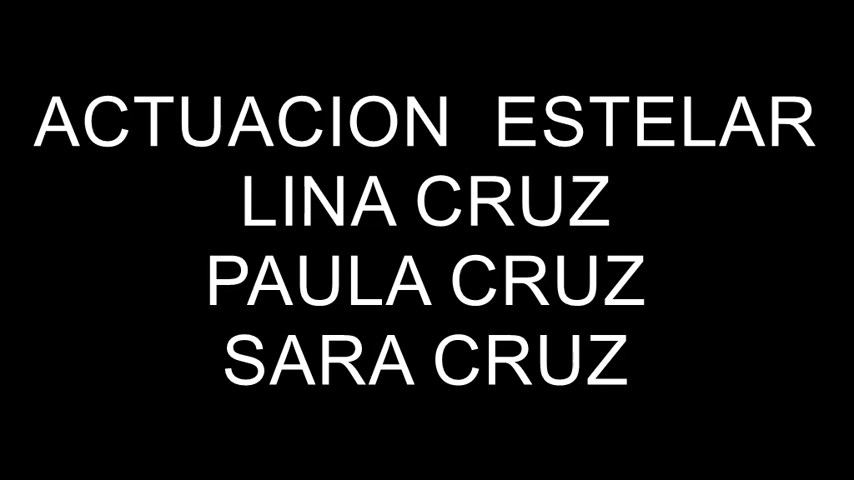 ACTUACION ESTELAR
LINA CRUZ
PAULA CRUZ
SARA CRUZ